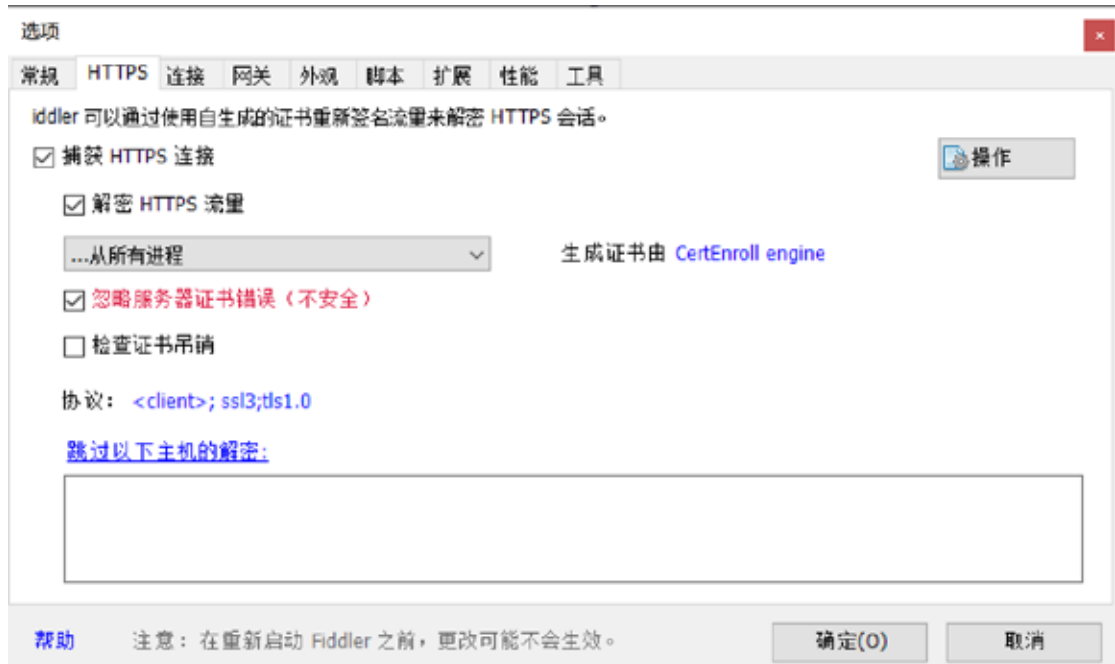 选项
常规 HTTPS 连接 网关 外观 脚本 扩展 性能 工具
iddler 可以通过使用自生成的证书重新签名流量来解密 HTTPS 会话。
捕获 HTTPS 连接 操作
解密 HTTPS 流量
...从所有进程 生成证书由 CertEnroll engine
忽略服务器证书错误（不安全）
检查证书吊销
协议： <client>; ssl3;tls1.0
跳过以下主机的解密:
帮助 注意：在重新启动 Fiddler 之前，更改可能不会生效。 确定(O) 取消